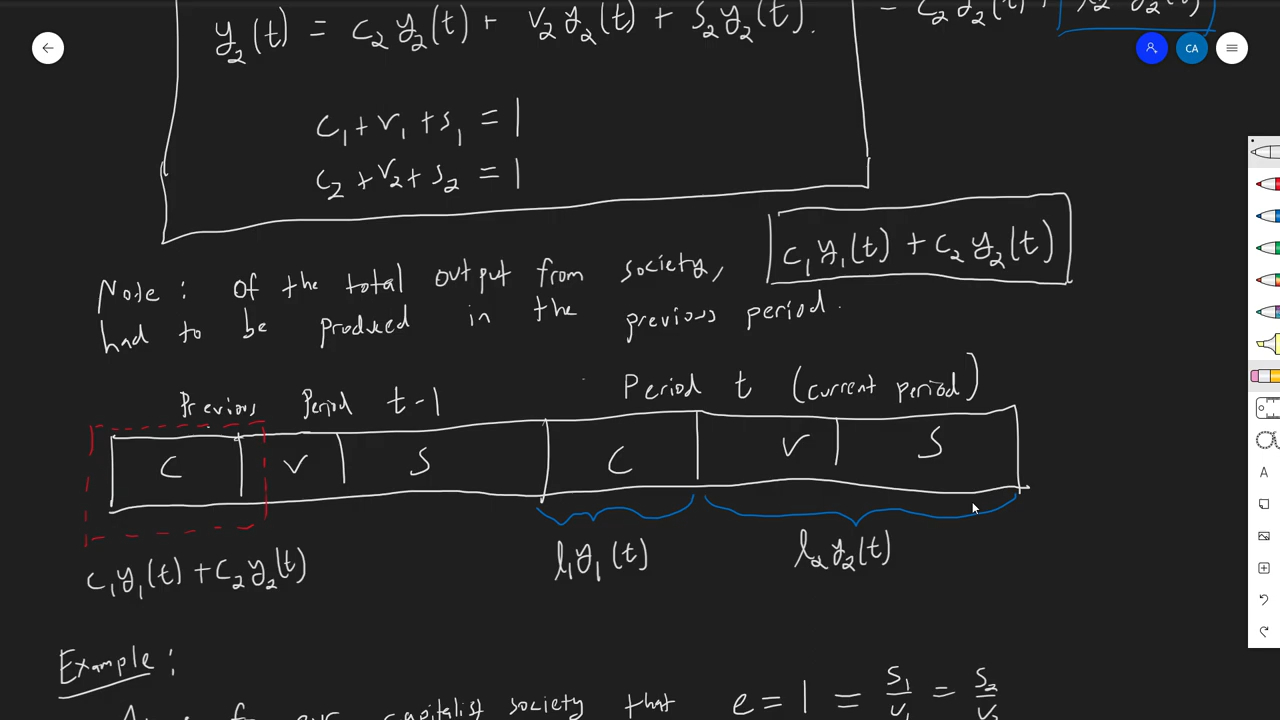 y₂(t) = c₂y₂(t) + v₂y₂(t) + s₂y₂(t).
c₁ + v₁ + s₁ = 1
c₂ + v₂ + s₂ = 1
Note: Of the total output from society, c₁y₁(t) + c₂y₂(t)
had to be produced in the previous period.
Previous Period t-1
Period t (current period)
C V S C V S
c₁y₁(t) + c₂y₂(t)
l₁y₁(t)
l₂y₂(t)
Example:
for our capitalist society that e = 1 = s₁/v₁ = s₂/v₂
CA
A